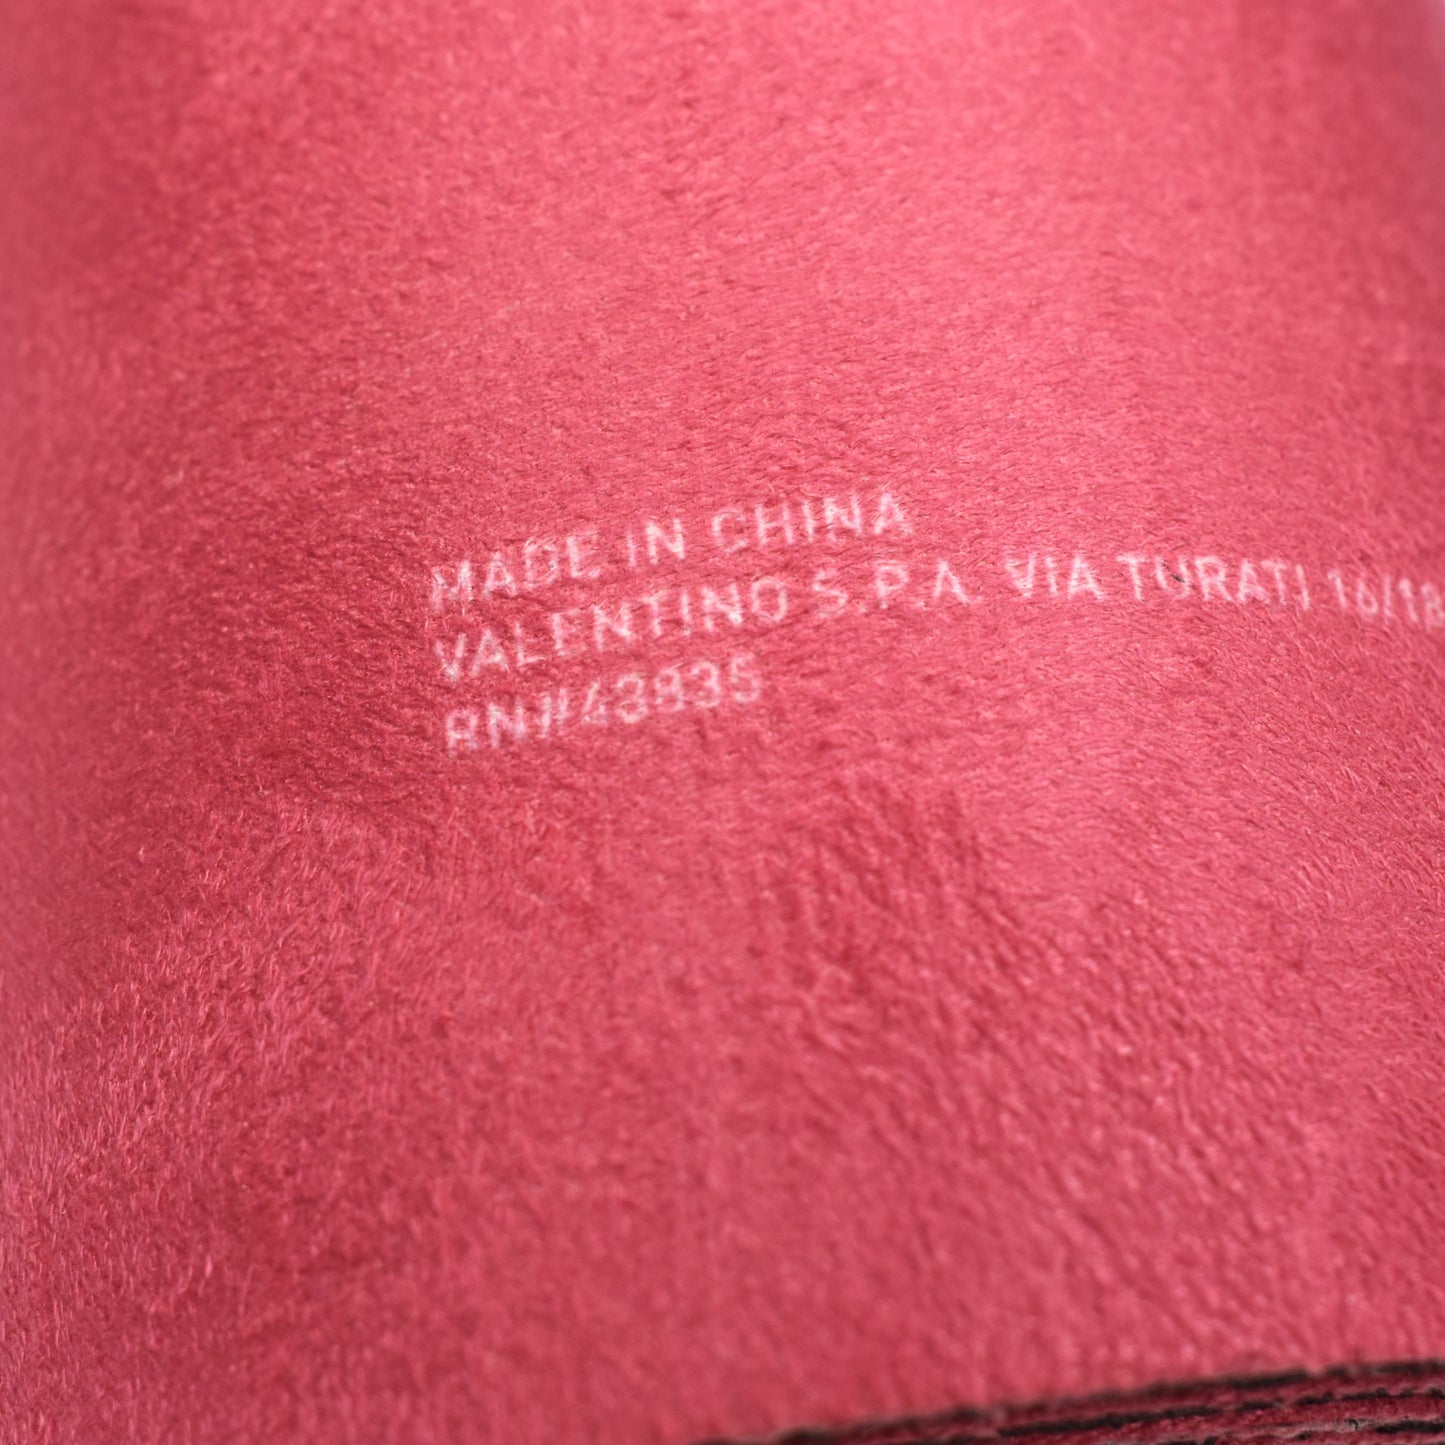 MADE IN CHINA
VALENTINO S.P.A. VIA TURATI 16/18
RN#43835